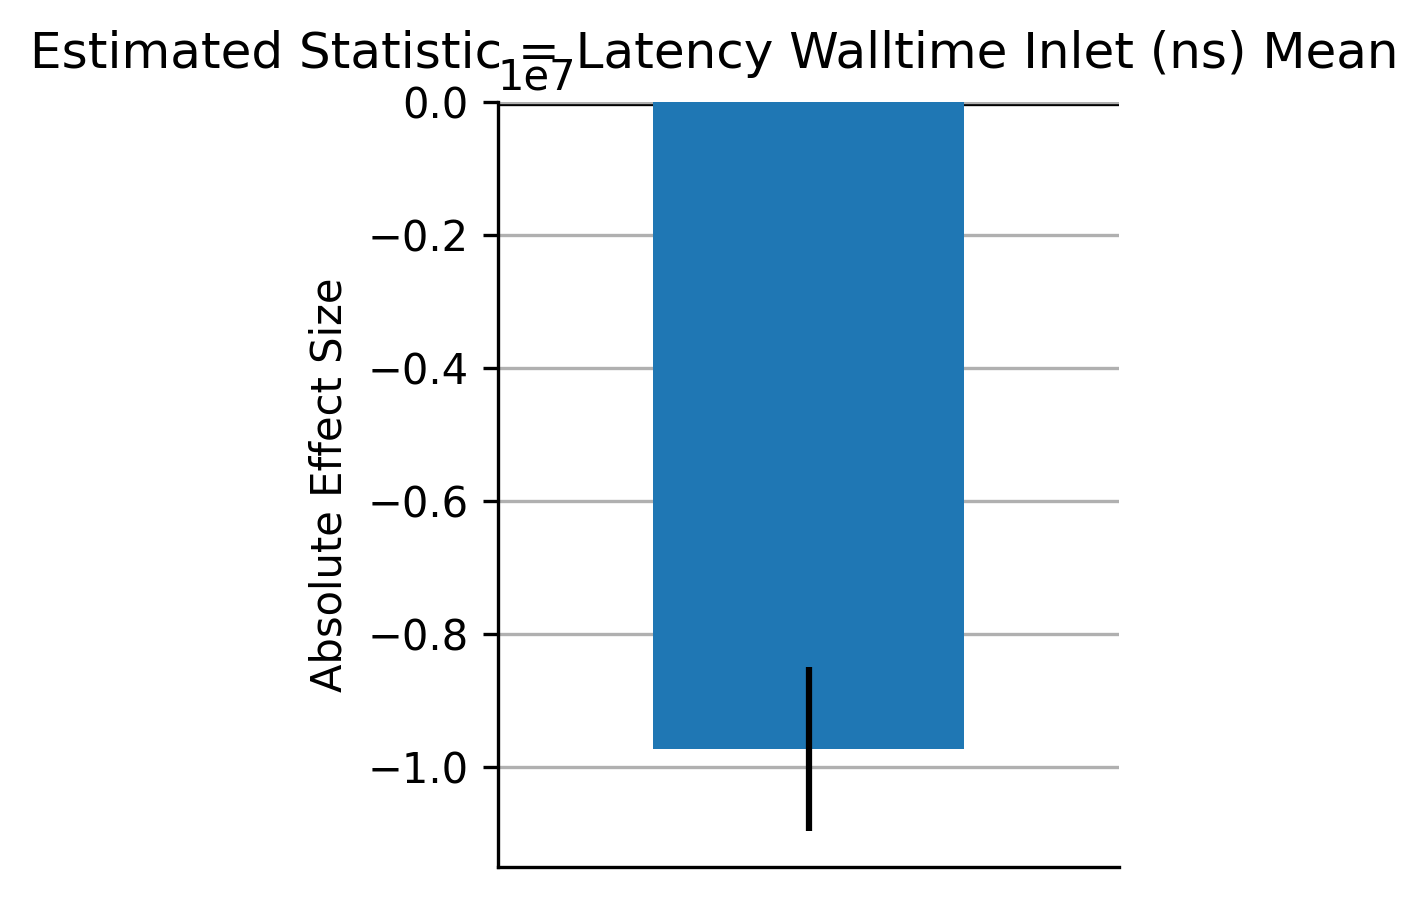 Estimated Statistic = Latency Walltime Inlet (ns) Mean
1e7
0.0
−0.2
−0.4
−0.6
−0.8
−1.0
Absolute Effect Size